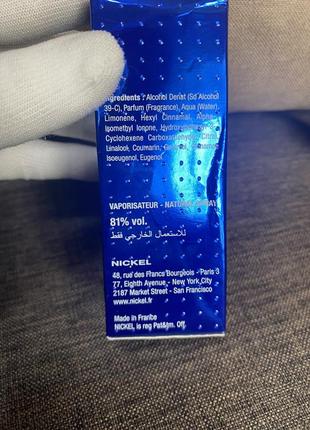 Ingredients : Alcohol Denat (Sd Alcohol
39-C), Parfum (Fragrance), Aqua (Water),
Limonène, Hexyl Cinnamal, Alpha
Isomethyl Ionone,
Cyclohexene Carboxa
Linalool, Coumarin,
Isoeugenol, Eugenol
VAPORISATEUR - NATURAL SPRAY
81% vol.
للاستعمال الخارجي فقط
NICKEL
48, rue des Francs Bourgeois - Paris 3
77, Eighth Avenue - New York City
2187 Market Street - San Francisco
www.nickel.fr
Made in France
NICKEL is reg Pat&tm. Off.